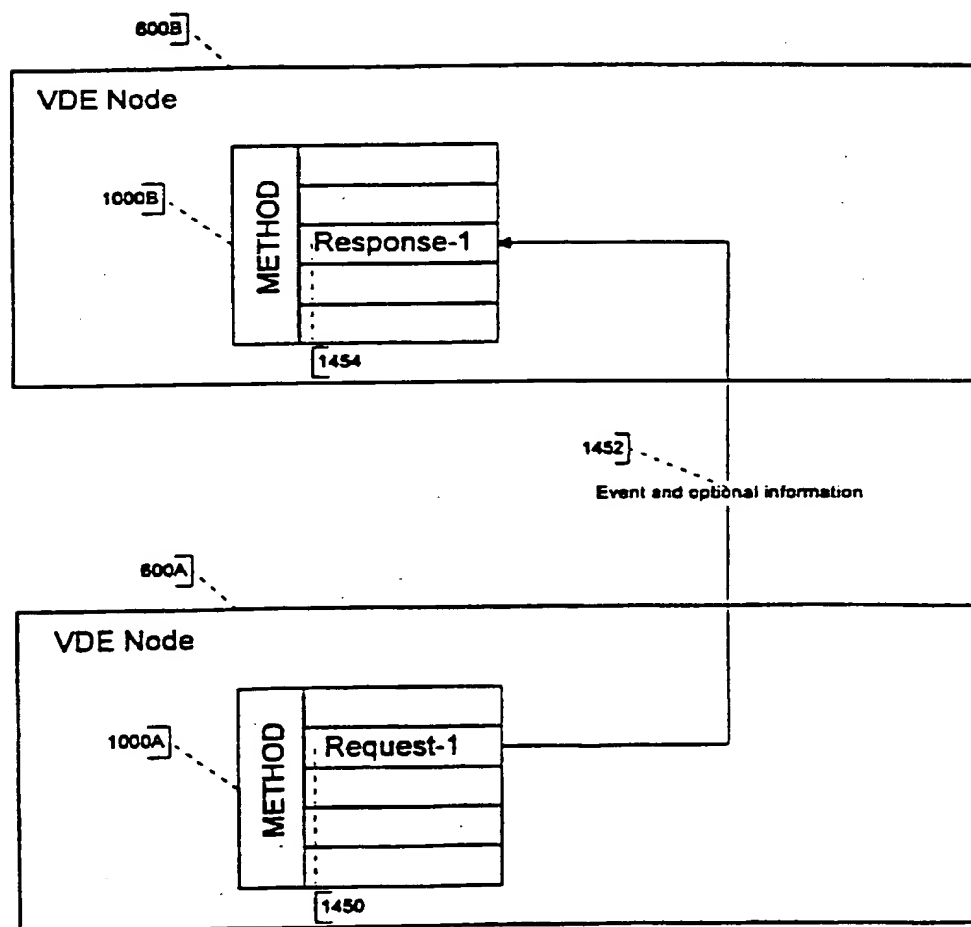 600B
VDE Node
1000B
METHOD
Response-1
1454
1452
Event and optional information
600A
VDE Node
1000A
METHOD
Request-1
1450